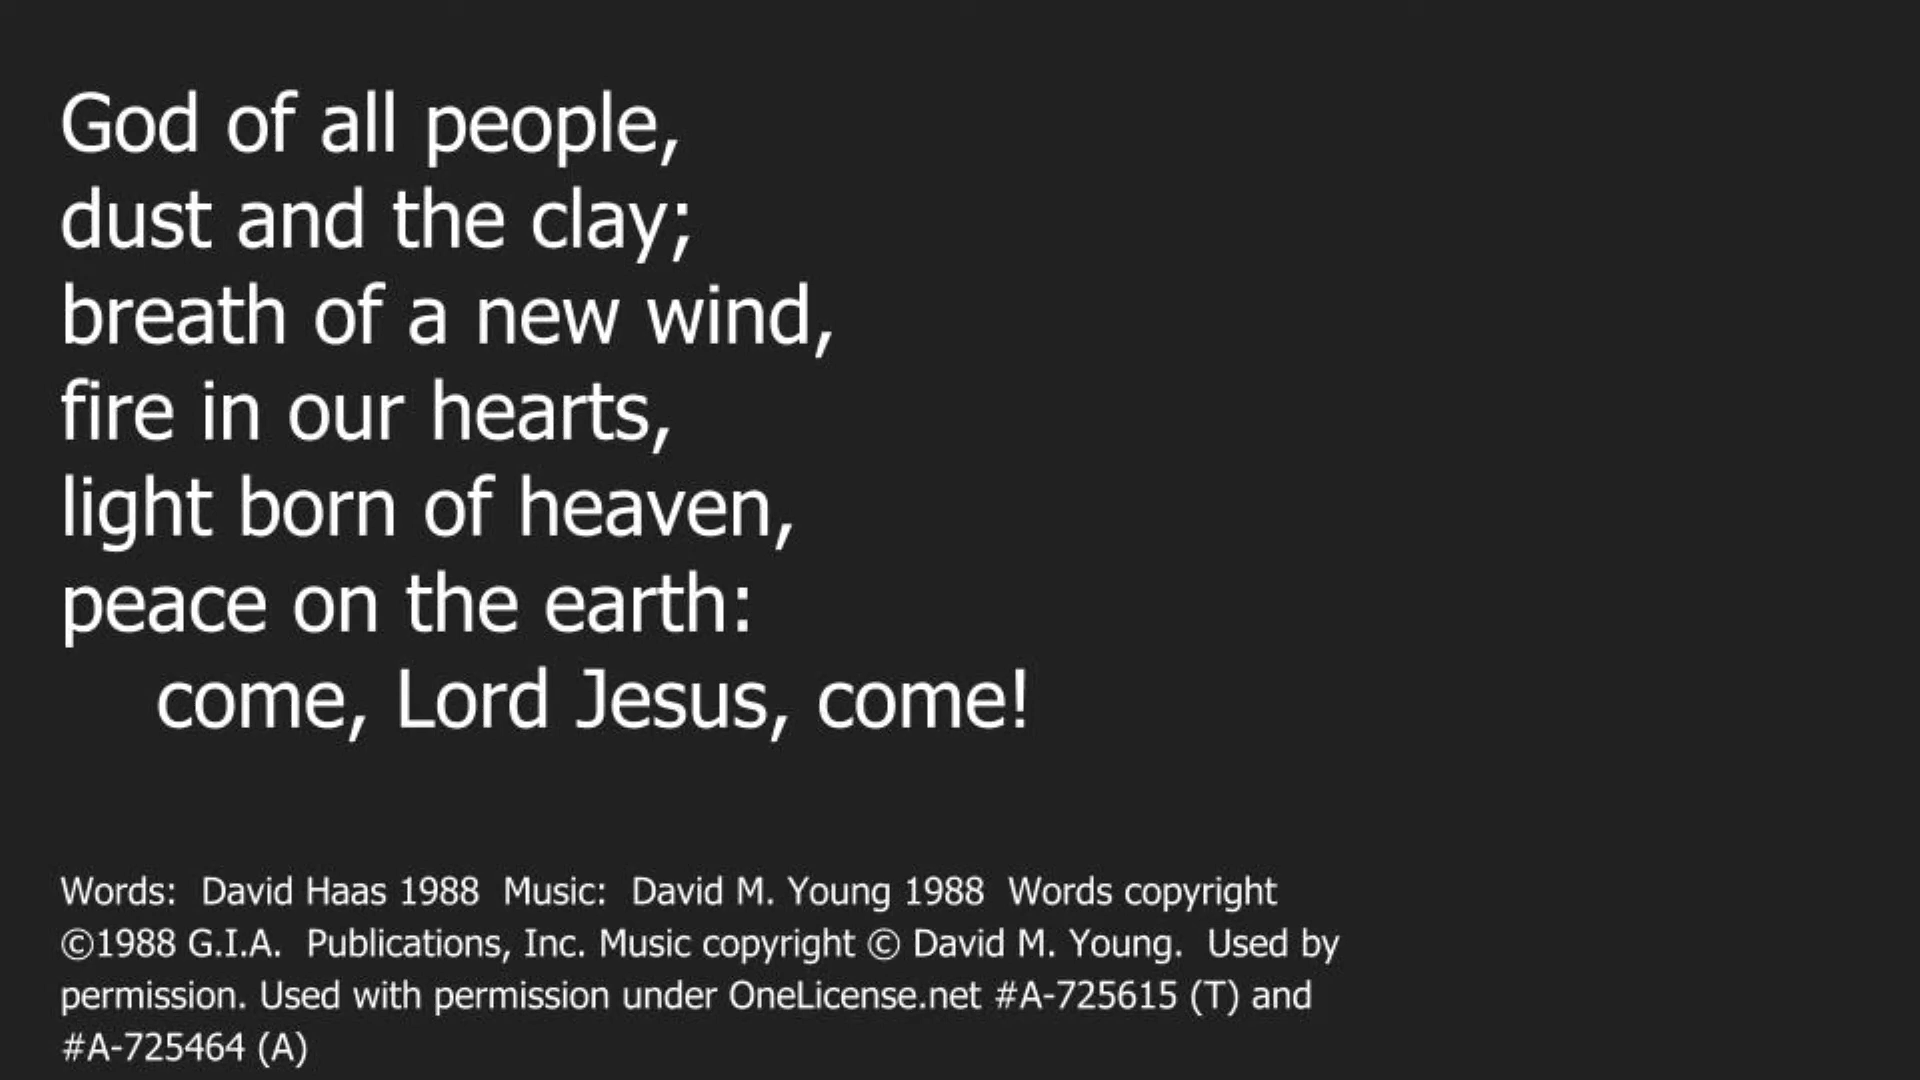 God of all people,
dust and the clay;
breath of a new wind,
fire in our hearts,
light born of heaven,
peace on the earth:
come, Lord Jesus, come!
Words:  David Haas 1988  Music:  David M. Young 1988  Words copyright
©1988 G.I.A.  Publications, Inc. Music copyright © David M. Young.  Used by
permission. Used with permission under OneLicense.net #A-725615 (T) and
#A-725464 (A)